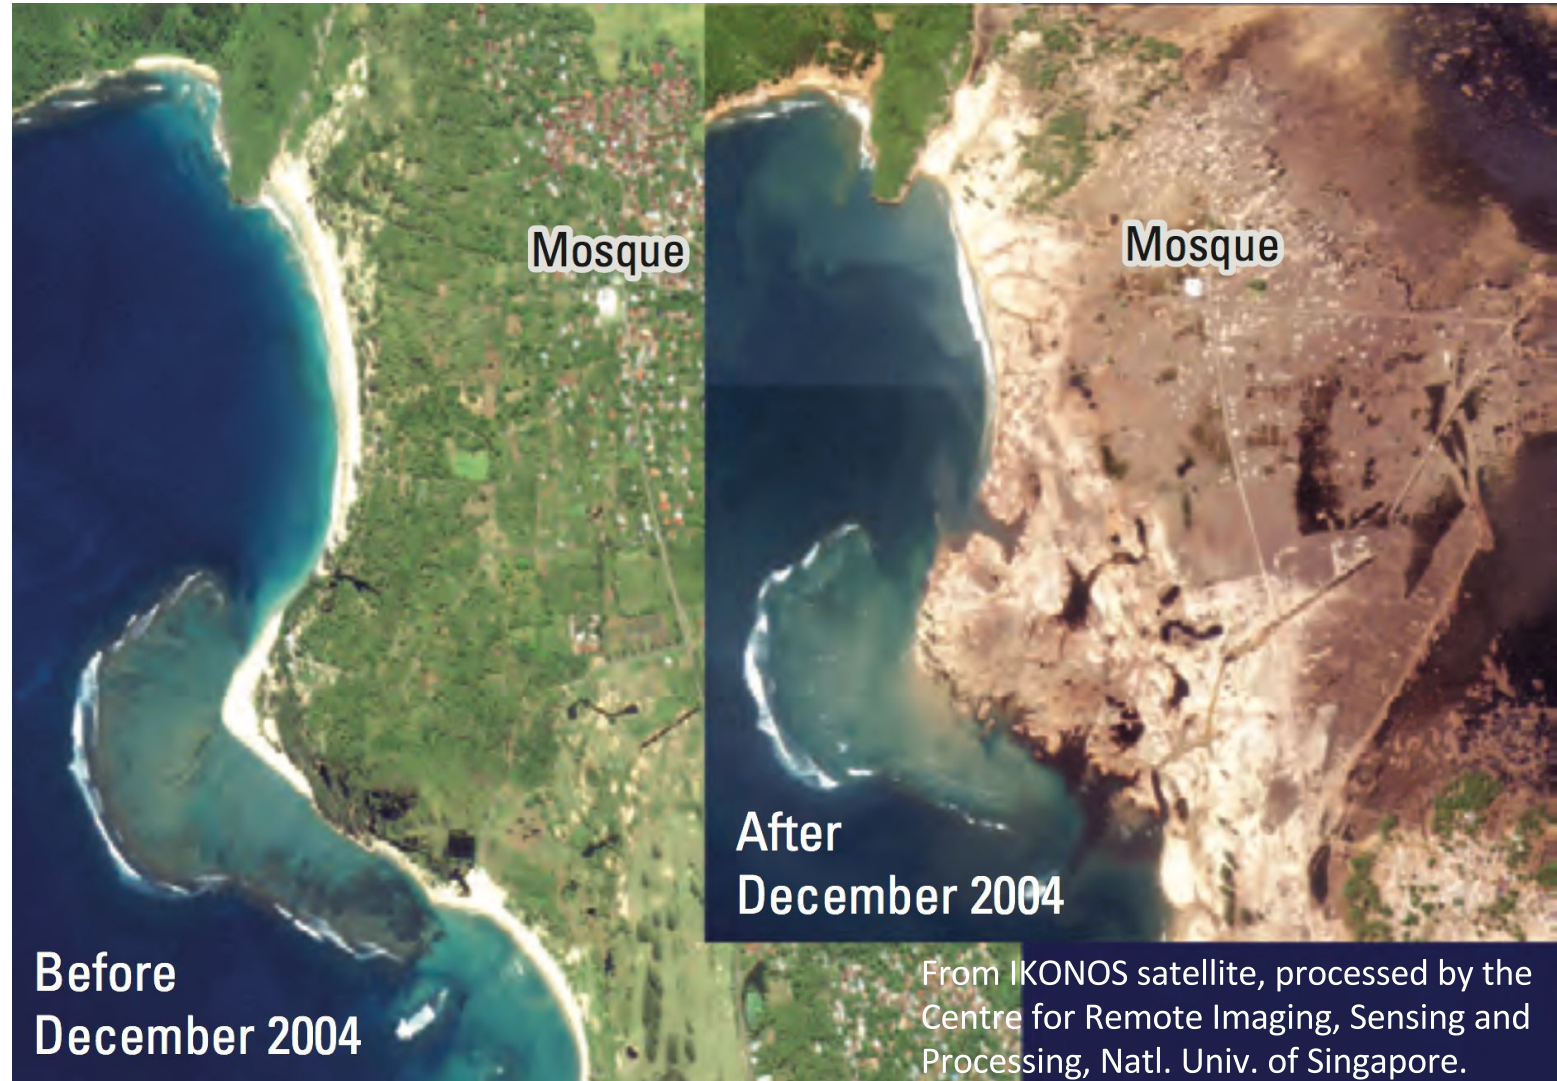 Mosque
Mosque
After
December 2004
Before
December 2004
From IKONOS satellite, processed by the
Centre for Remote Imaging, Sensing and
Processing, Natl. Univ. of Singapore.